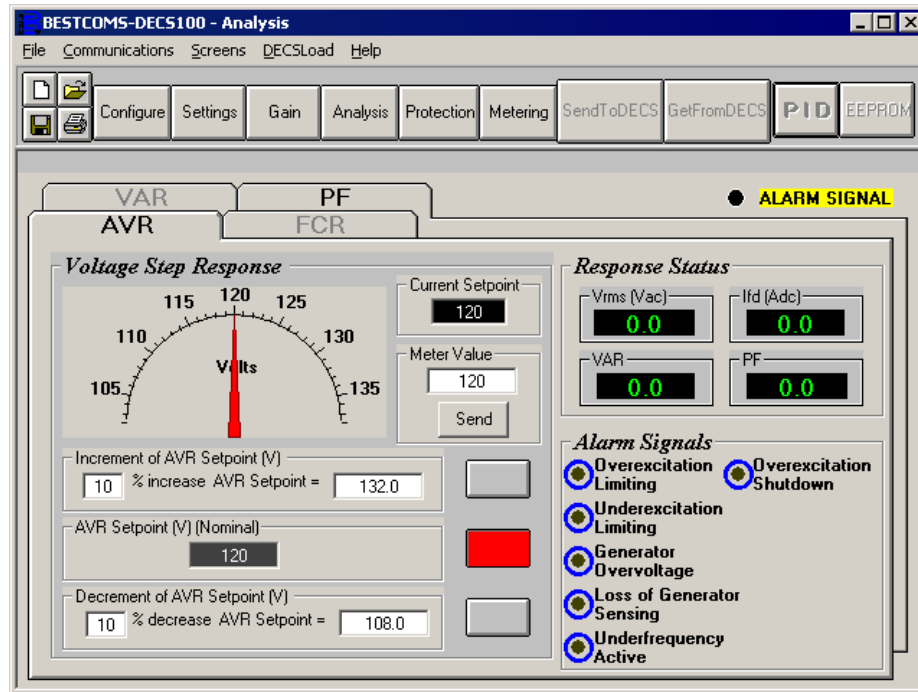 BESTCOMS-DECS100 - Analysis
File Communications Screens DECSLoad Help
Configure Settings Gain Analysis Protection Metering SendToDECS GetFromDECS PID EEPROM
VAR PF
ALARM SIGNAL
AVR FCR
Voltage Step Response
105 110 115 120 125 130 135
Volts
Current Setpoint
120
Meter Value
120
Send
Increment of AVR Setpoint (V)
10 % increase AVR Setpoint = 132.0
AVR Setpoint (V) (Nominal)
120
Decrement of AVR Setpoint (V)
10 % decrease AVR Setpoint = 108.0
Response Status
Vrms (Vac) Ifd (Adc)
0.0 0.0
VAR PF
0.0 0.0
Alarm Signals
Overexcitation Limiting
Overexcitation Shutdown
Underexcitation Limiting
Generator Overvoltage
Loss of Generator Sensing
Underfrequency Active